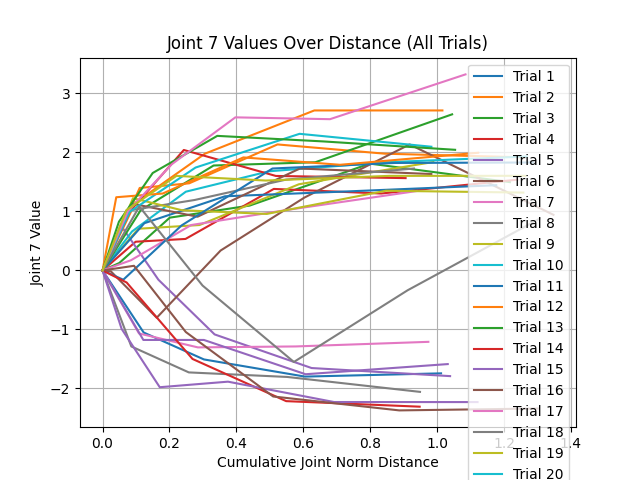 Joint 7 Values Over Distance (All Trials)
Joint 7 Value
3
2
1
0
−1
−2
0.0
0.2
0.4
0.6
0.8
1.0
1.2
1.4
Cumulative Joint Norm Distance
Trial 1
Trial 2
Trial 3
Trial 4
Trial 5
Trial 6
Trial 7
Trial 8
Trial 9
Trial 10
Trial 11
Trial 12
Trial 13
Trial 14
Trial 15
Trial 16
Trial 17
Trial 18
Trial 19
Trial 20